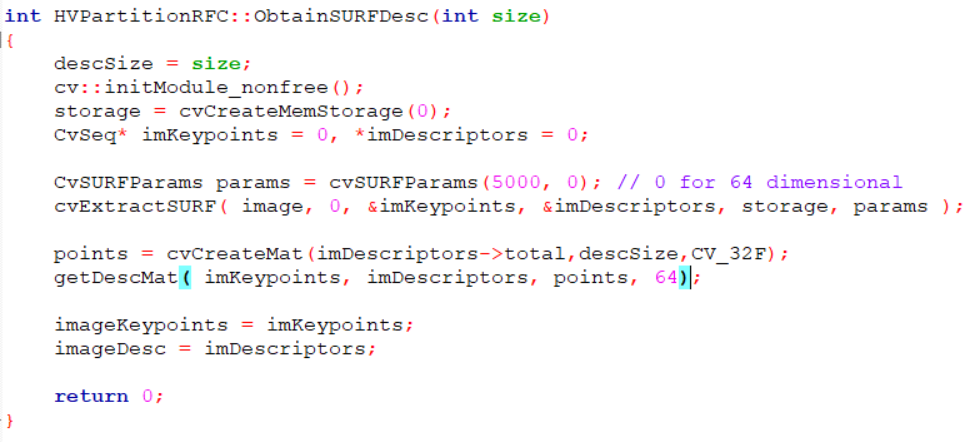 int HVPartitionRFC::ObtainSURFDesc(int size)
{
    descSize = size;
    cv::initModule_nonfree();
    storage = cvCreateMemStorage(0);
    CvSeq* imKeypoints = 0, *imDescriptors = 0;

    CvSURFParams params = cvSURFParams(5000, 0); // 0 for 64 dimensional
    cvExtractSURF( image, 0, &imKeypoints, &imDescriptors, storage, params );

    points = cvCreateMat(imDescriptors->total,descSize,CV_32F);
    getDescMat( imKeypoints, imDescriptors, points, 64);

    imageKeypoints = imKeypoints;
    imageDesc = imDescriptors;

    return 0;
}